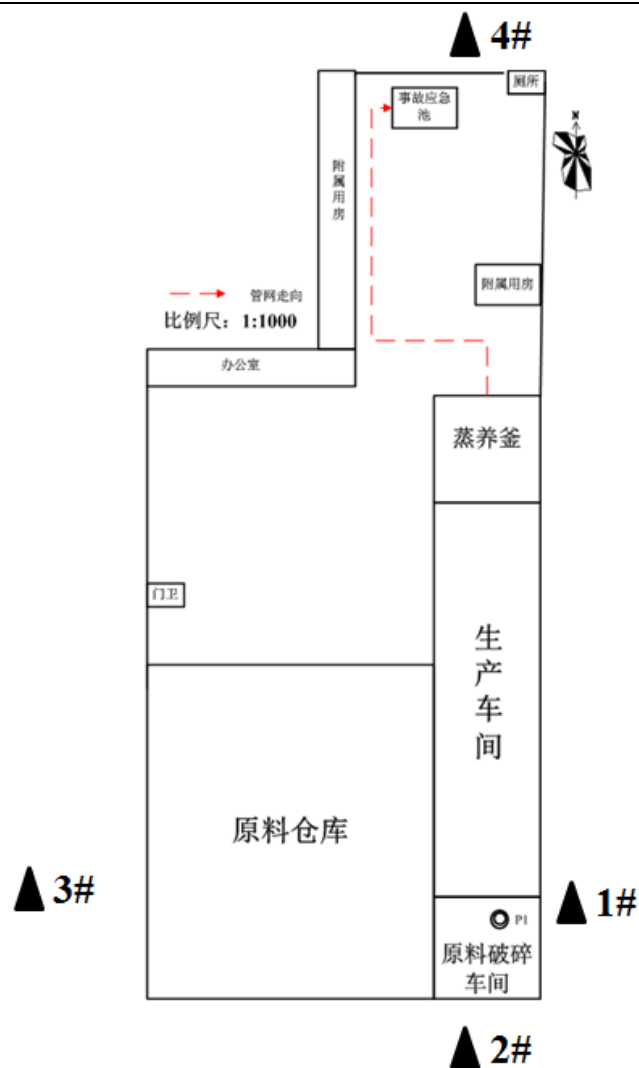 4#
厕所
事故应急
池
N
附属用房
附属用房
管网走向
比例尺：1:1000
办公室
蒸养釜
门卫
生产车间
原料仓库
3#
1#
P1
原料破碎
车间
2#